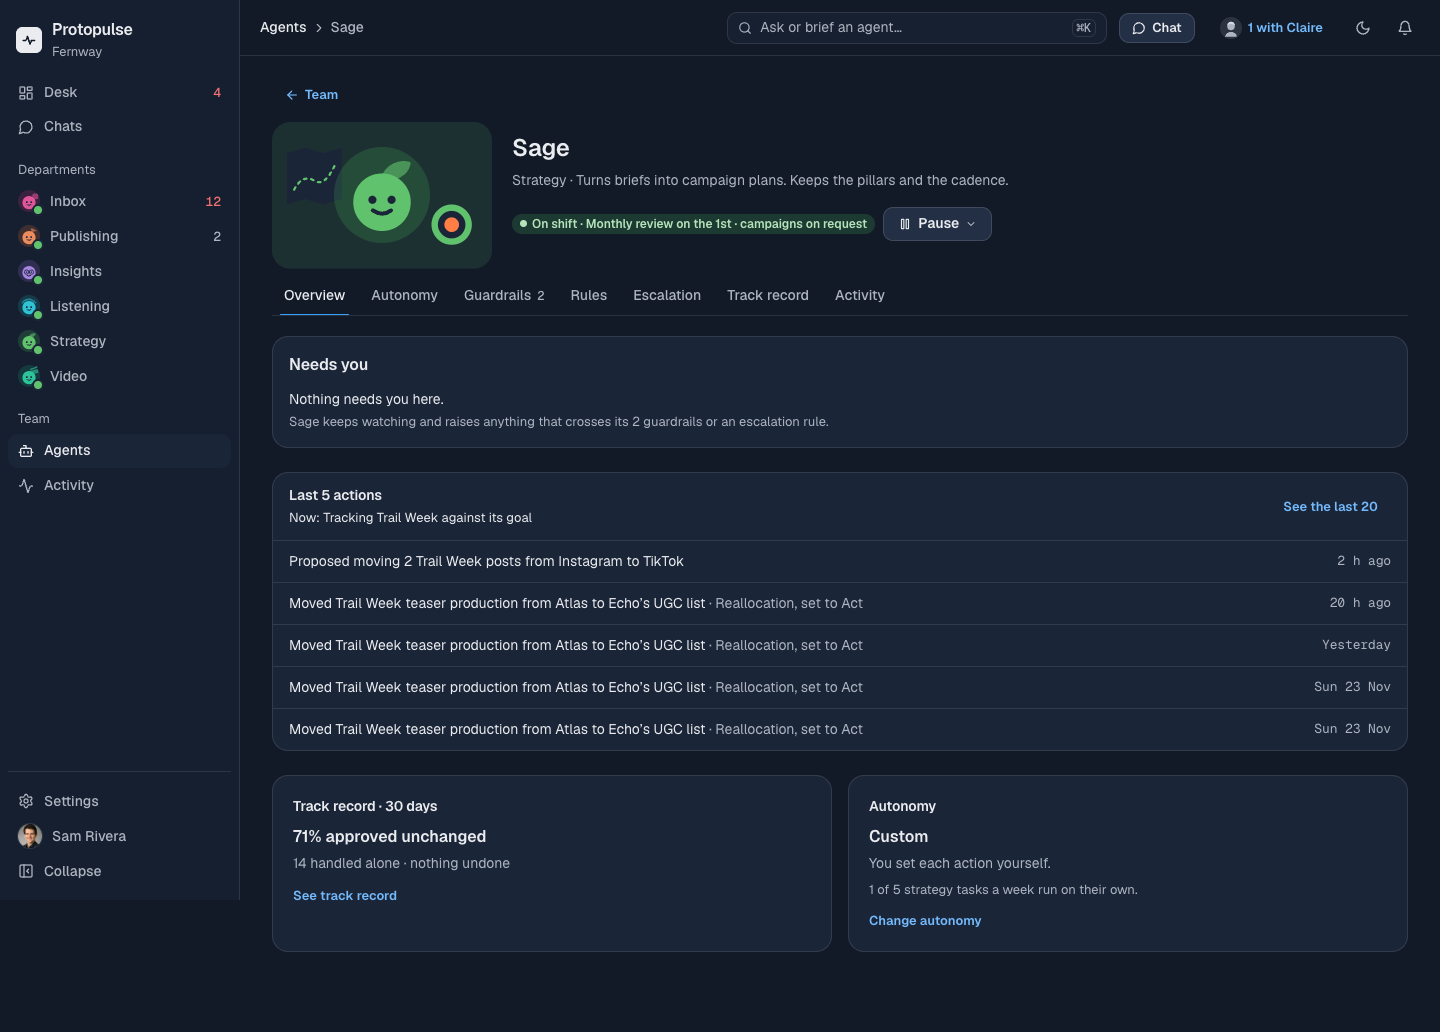 Protopulse
Fernway
Desk 4
Chats
Departments
Inbox 12
Publishing 2
Insights
Listening
Strategy
Video
Team
Agents
Activity
Settings
Sam Rivera
Collapse
Agents > Sage
Ask or brief an agent… ⌘K
Chat
1 with Claire
← Team
Sage
Strategy · Turns briefs into campaign plans. Keeps the pillars and the cadence.
On shift · Monthly review on the 1st · campaigns on request
Pause
Overview Autonomy Guardrails 2 Rules Escalation Track record Activity
Needs you
Nothing needs you here.
Sage keeps watching and raises anything that crosses its 2 guardrails or an escalation rule.
Last 5 actions
Now: Tracking Trail Week against its goal
See the last 20
Proposed moving 2 Trail Week posts from Instagram to TikTok 2 h ago
Moved Trail Week teaser production from Atlas to Echo’s UGC list · Reallocation, set to Act 20 h ago
Moved Trail Week teaser production from Atlas to Echo’s UGC list · Reallocation, set to Act Yesterday
Moved Trail Week teaser production from Atlas to Echo’s UGC list · Reallocation, set to Act Sun 23 Nov
Moved Trail Week teaser production from Atlas to Echo’s UGC list · Reallocation, set to Act Sun 23 Nov
Track record · 30 days
71% approved unchanged
14 handled alone · nothing undone
See track record
Autonomy
Custom
You set each action yourself.
1 of 5 strategy tasks a week run on their own.
Change autonomy